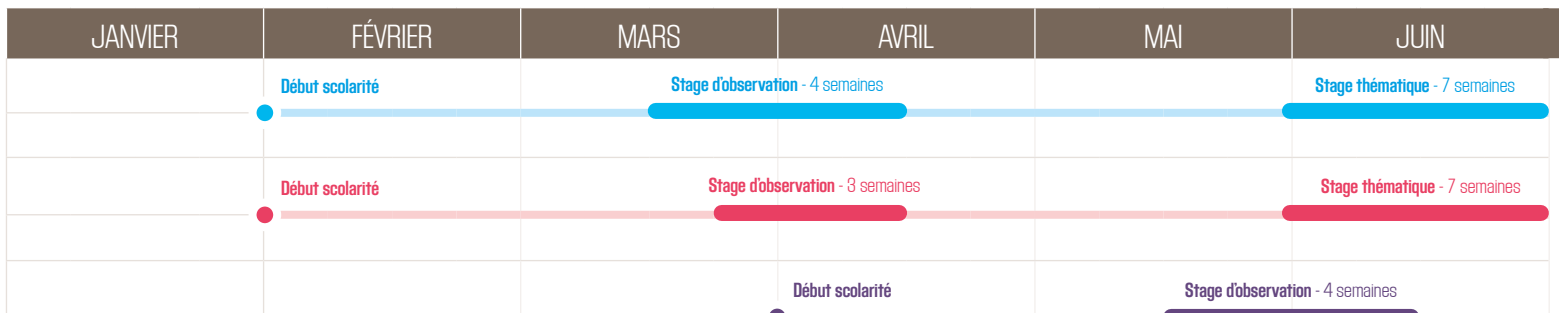 JANVIER FÉVRIER MARS AVRIL MAI JUIN
Début scolarité Stage d'observation - 4 semaines Stage thématique - 7 semaines
Début scolarité Stage d'observation - 3 semaines Stage thématique - 7 semaines
Début scolarité Stage d'observation - 4 semaines